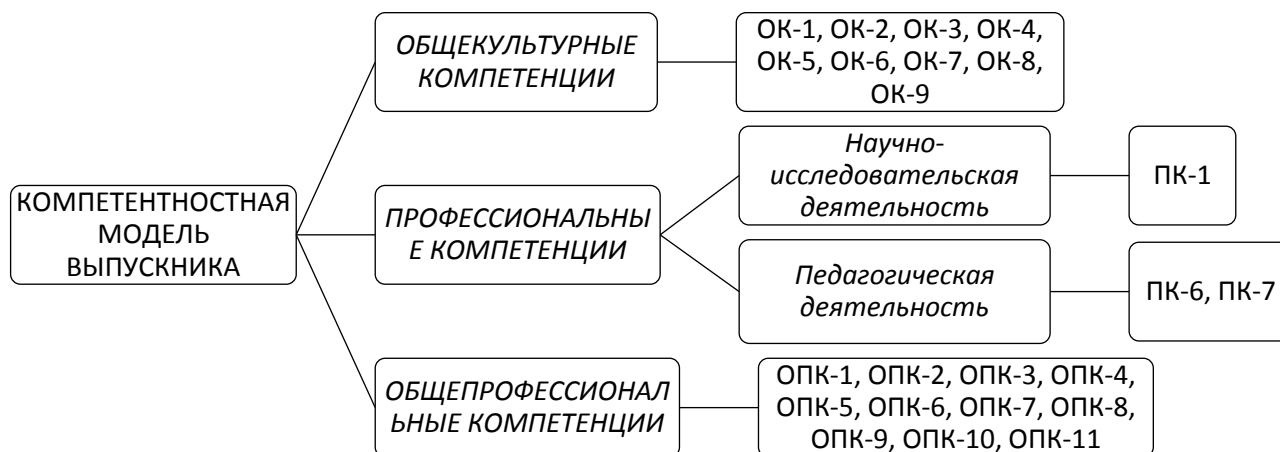 КОМПЕТЕНТНОСТНАЯ
МОДЕЛЬ
ВЫПУСКНИКА
ОБЩЕКУЛЬТУРНЫЕ
КОМПЕТЕНЦИИ
ОК-1, ОК-2, ОК-3, ОК-4,
ОК-5, ОК-6, ОК-7, ОК-8,
ОК-9
ПРОФЕССИОНАЛЬНЫ
Е КОМПЕТЕНЦИИ
Научно-
исследовательская
деятельность
ПК-1
Педагогическая
деятельность
ПК-6, ПК-7
ОБЩЕПРОФЕССИОНАЛ
ЬНЫЕ КОМПЕТЕНЦИИ
ОПК-1, ОПК-2, ОПК-3, ОПК-4,
ОПК-5, ОПК-6, ОПК-7, ОПК-8,
ОПК-9, ОПК-10, ОПК-11